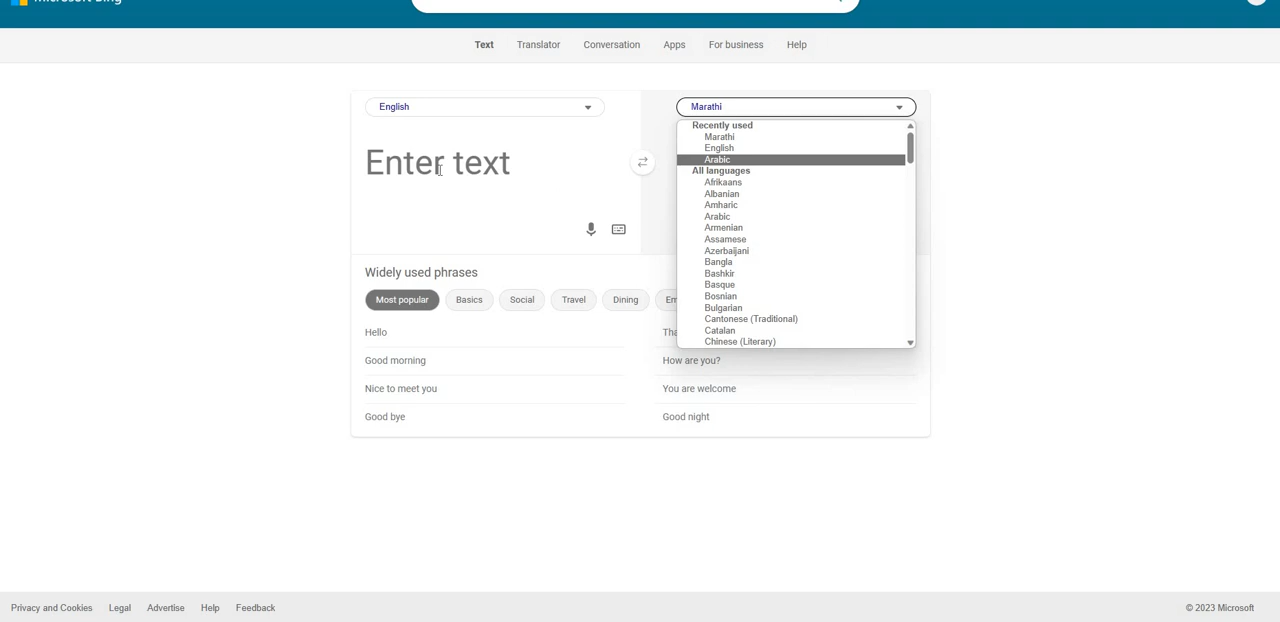 Microsoft Bing
Text Translator Conversation Apps For business Help
English
Marathi
Enter text
Recently used
Marathi
English
Arabic
All languages
Afrikaans
Albanian
Amharic
Arabic
Armenian
Assamese
Azerbaijani
Bangla
Bashkir
Basque
Bosnian
Bulgarian
Cantonese (Traditional)
Catalan
Chinese (Literary)
Widely used phrases
Most popular Basics Social Travel Dining
Hello
Good morning
How are you?
Nice to meet you
You are welcome
Good bye
Good night
Privacy and Cookies Legal Advertise Help Feedback
© 2023 Microsoft